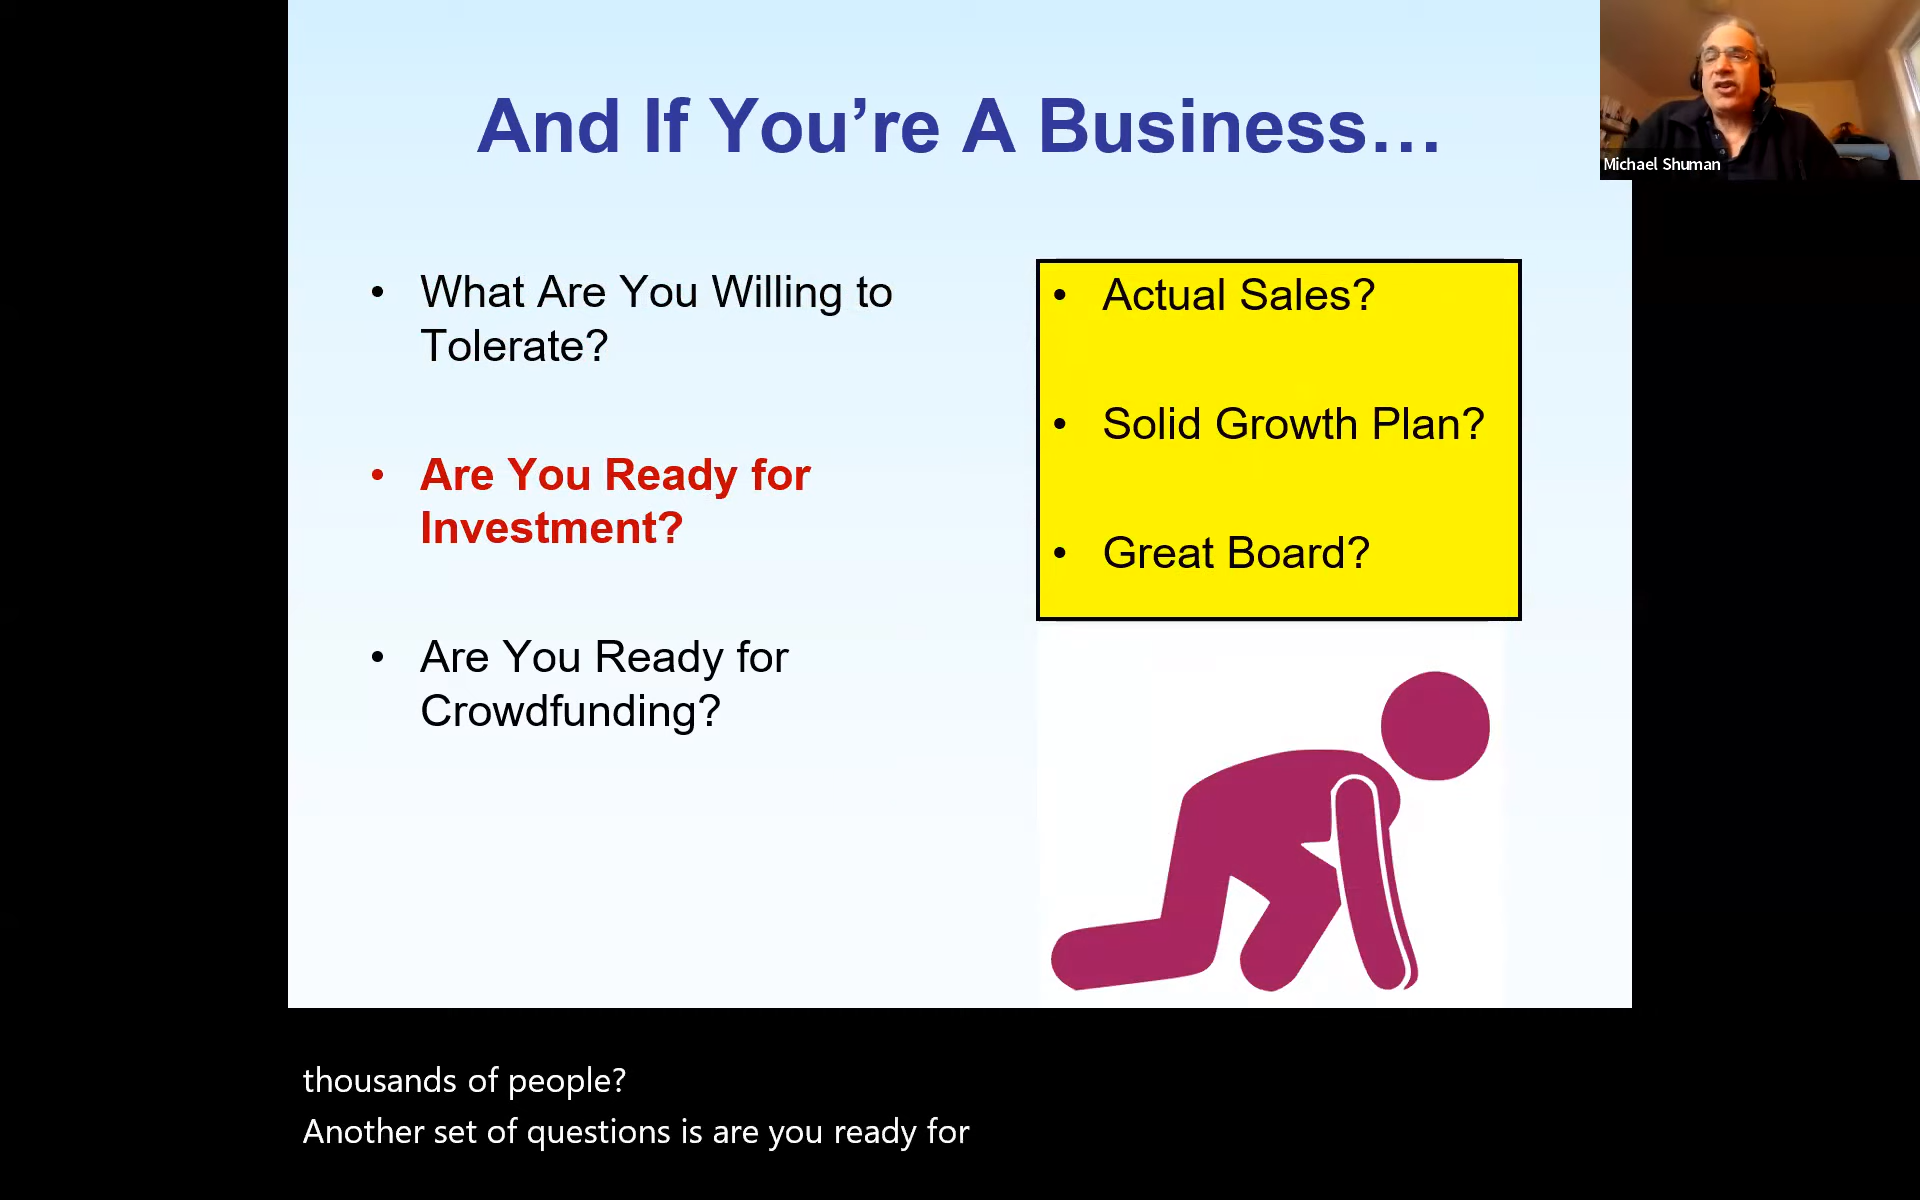 And If You’re A Business…
Michael Shuman
• What Are You Willing to
Tolerate?
• Are You Ready for
Investment?
• Are You Ready for
Crowdfunding?
• Actual Sales?
• Solid Growth Plan?
• Great Board?
thousands of people?
Another set of questions is are you ready for